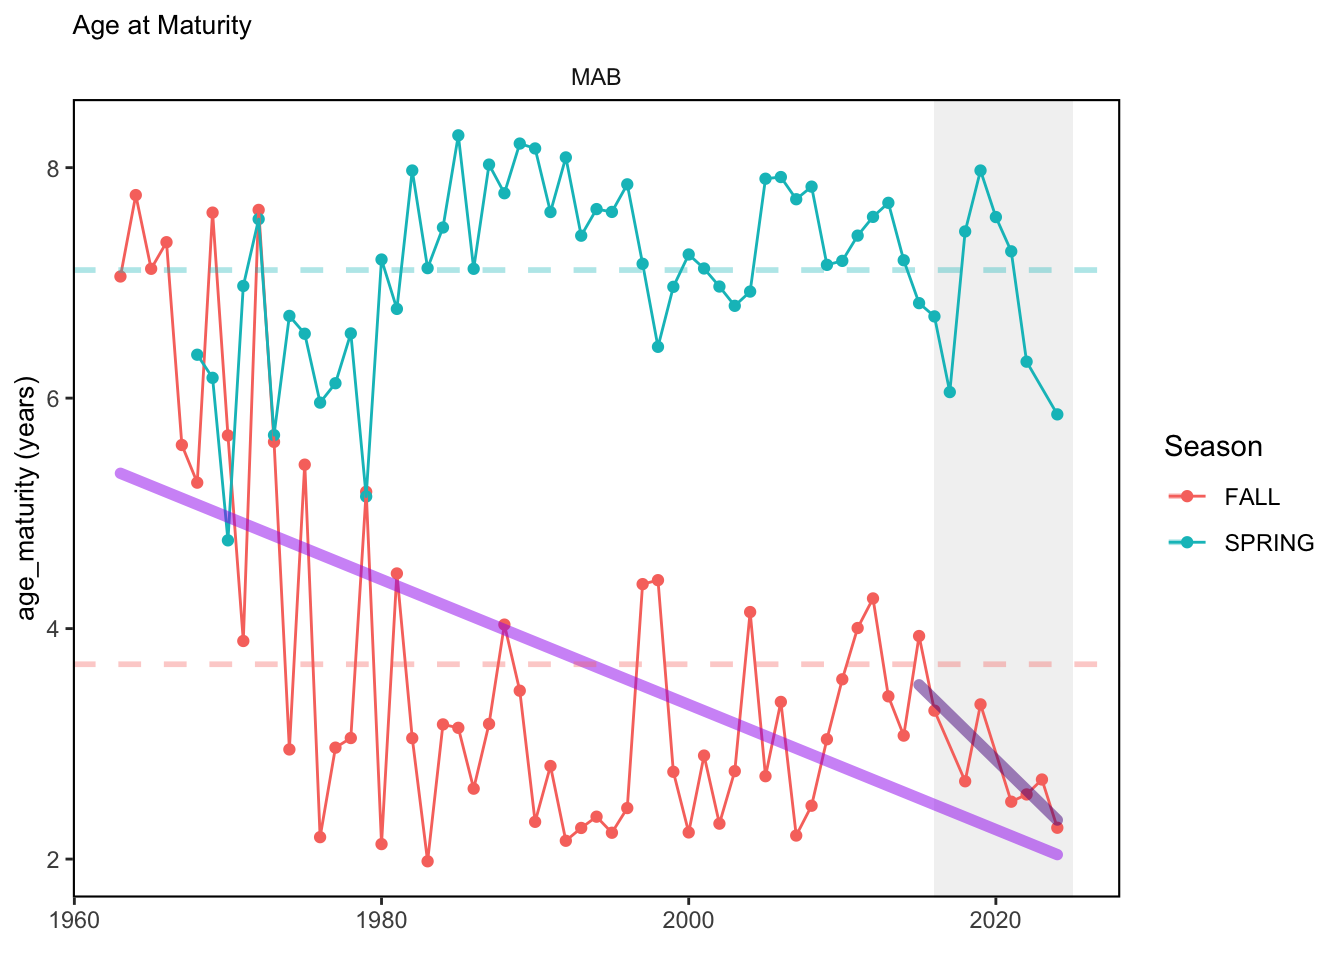 Age at Maturity
MAB
8
6
4
2
age_maturity (years)
1960
1980
2000
2020
Season
FALL
SPRING